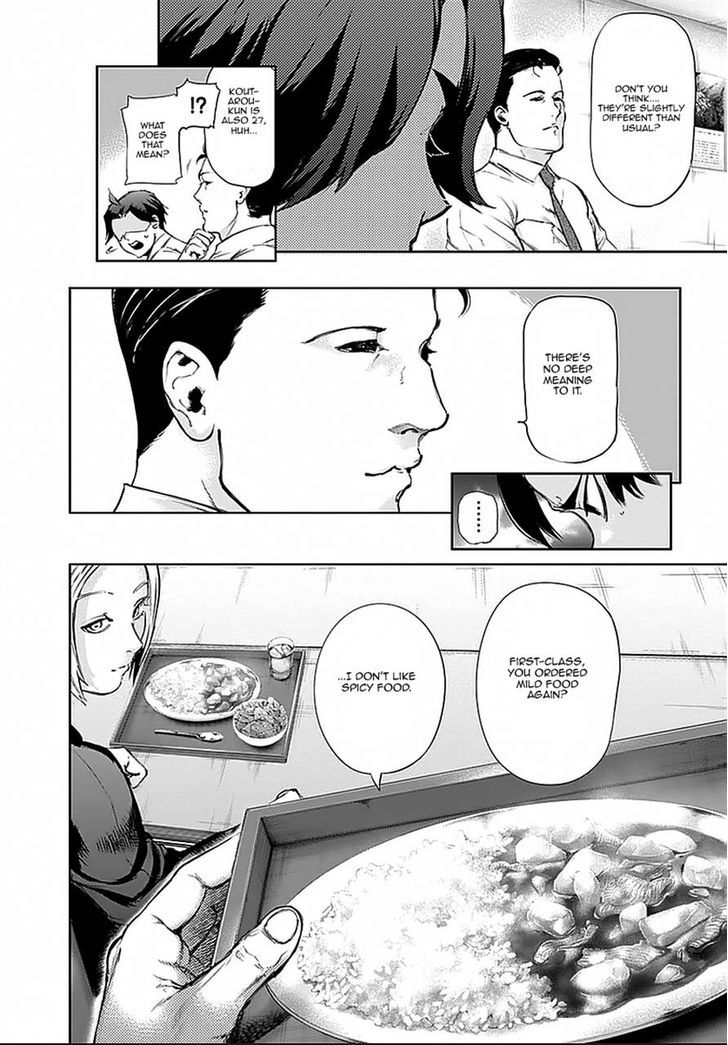 DON'T YOU
THINK....
THEY'RE SLIGHTLY
DIFFERENT THAN
USUAL?
KOUT-
AROU-
KUN IS
ALSO 27,
HUH...
!?
WHAT
DOES
THAT
MEAN?
THERE'S
NO DEEP
MEANING
TO IT.
......
FIRST-CLASS,
YOU ORDERED
MILD FOOD
AGAIN?
...I DON'T LIKE
SPICY FOOD.